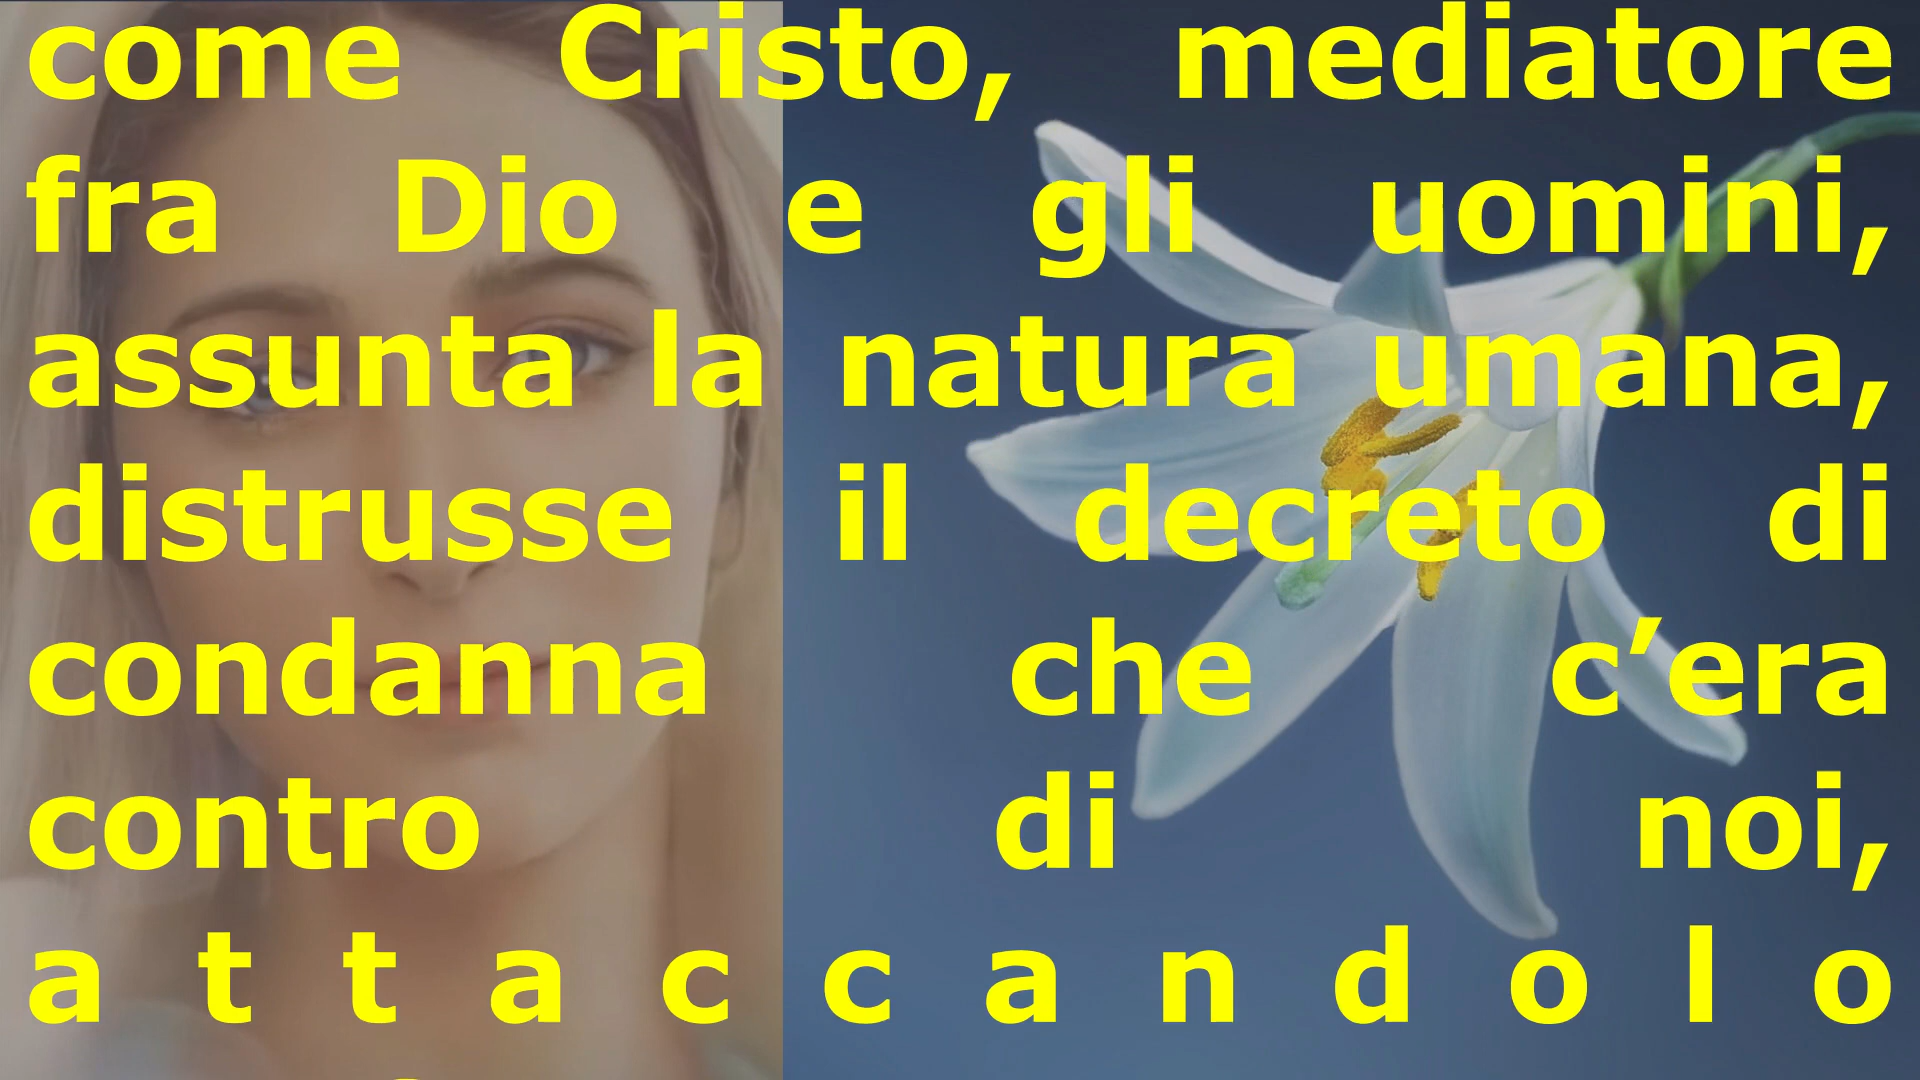 come Cristo, mediatore
fra Dio e gli uomini,
assunta la natura umana,
distrusse il decreto di
condanna che c’era
contro di noi,
attaccandolo